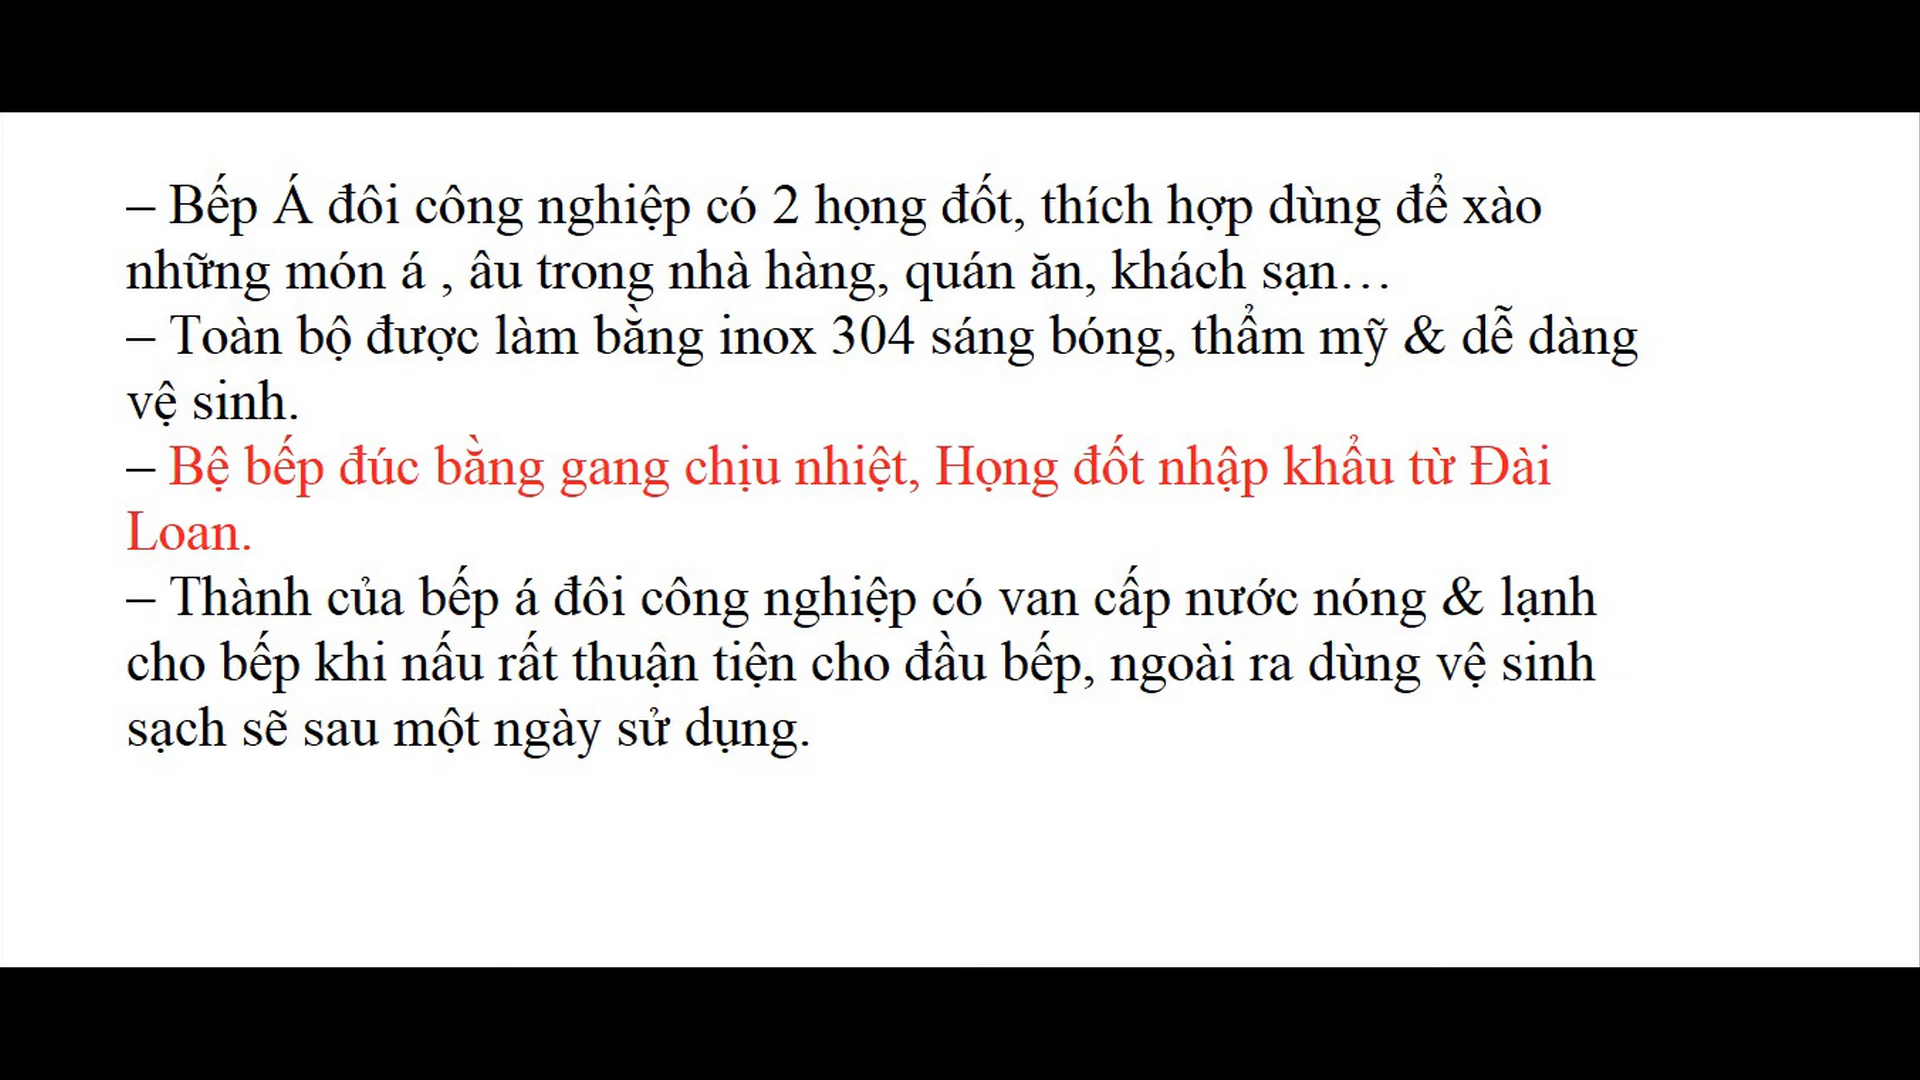 – Bếp Á đôi công nghiệp có 2 họng đốt, thích hợp dùng để xào
những món á , âu trong nhà hàng, quán ăn, khách sạn…
– Toàn bộ được làm bằng inox 304 sáng bóng, thẩm mỹ & dễ dàng
vệ sinh.
– Bệ bếp đúc bằng gang chịu nhiệt, Họng đốt nhập khẩu từ Đài
Loan.
– Thành của bếp á đôi công nghiệp có van cấp nước nóng & lạnh
cho bếp khi nấu rất thuận tiện cho đầu bếp, ngoài ra dùng vệ sinh
sạch sẽ sau một ngày sử dụng.